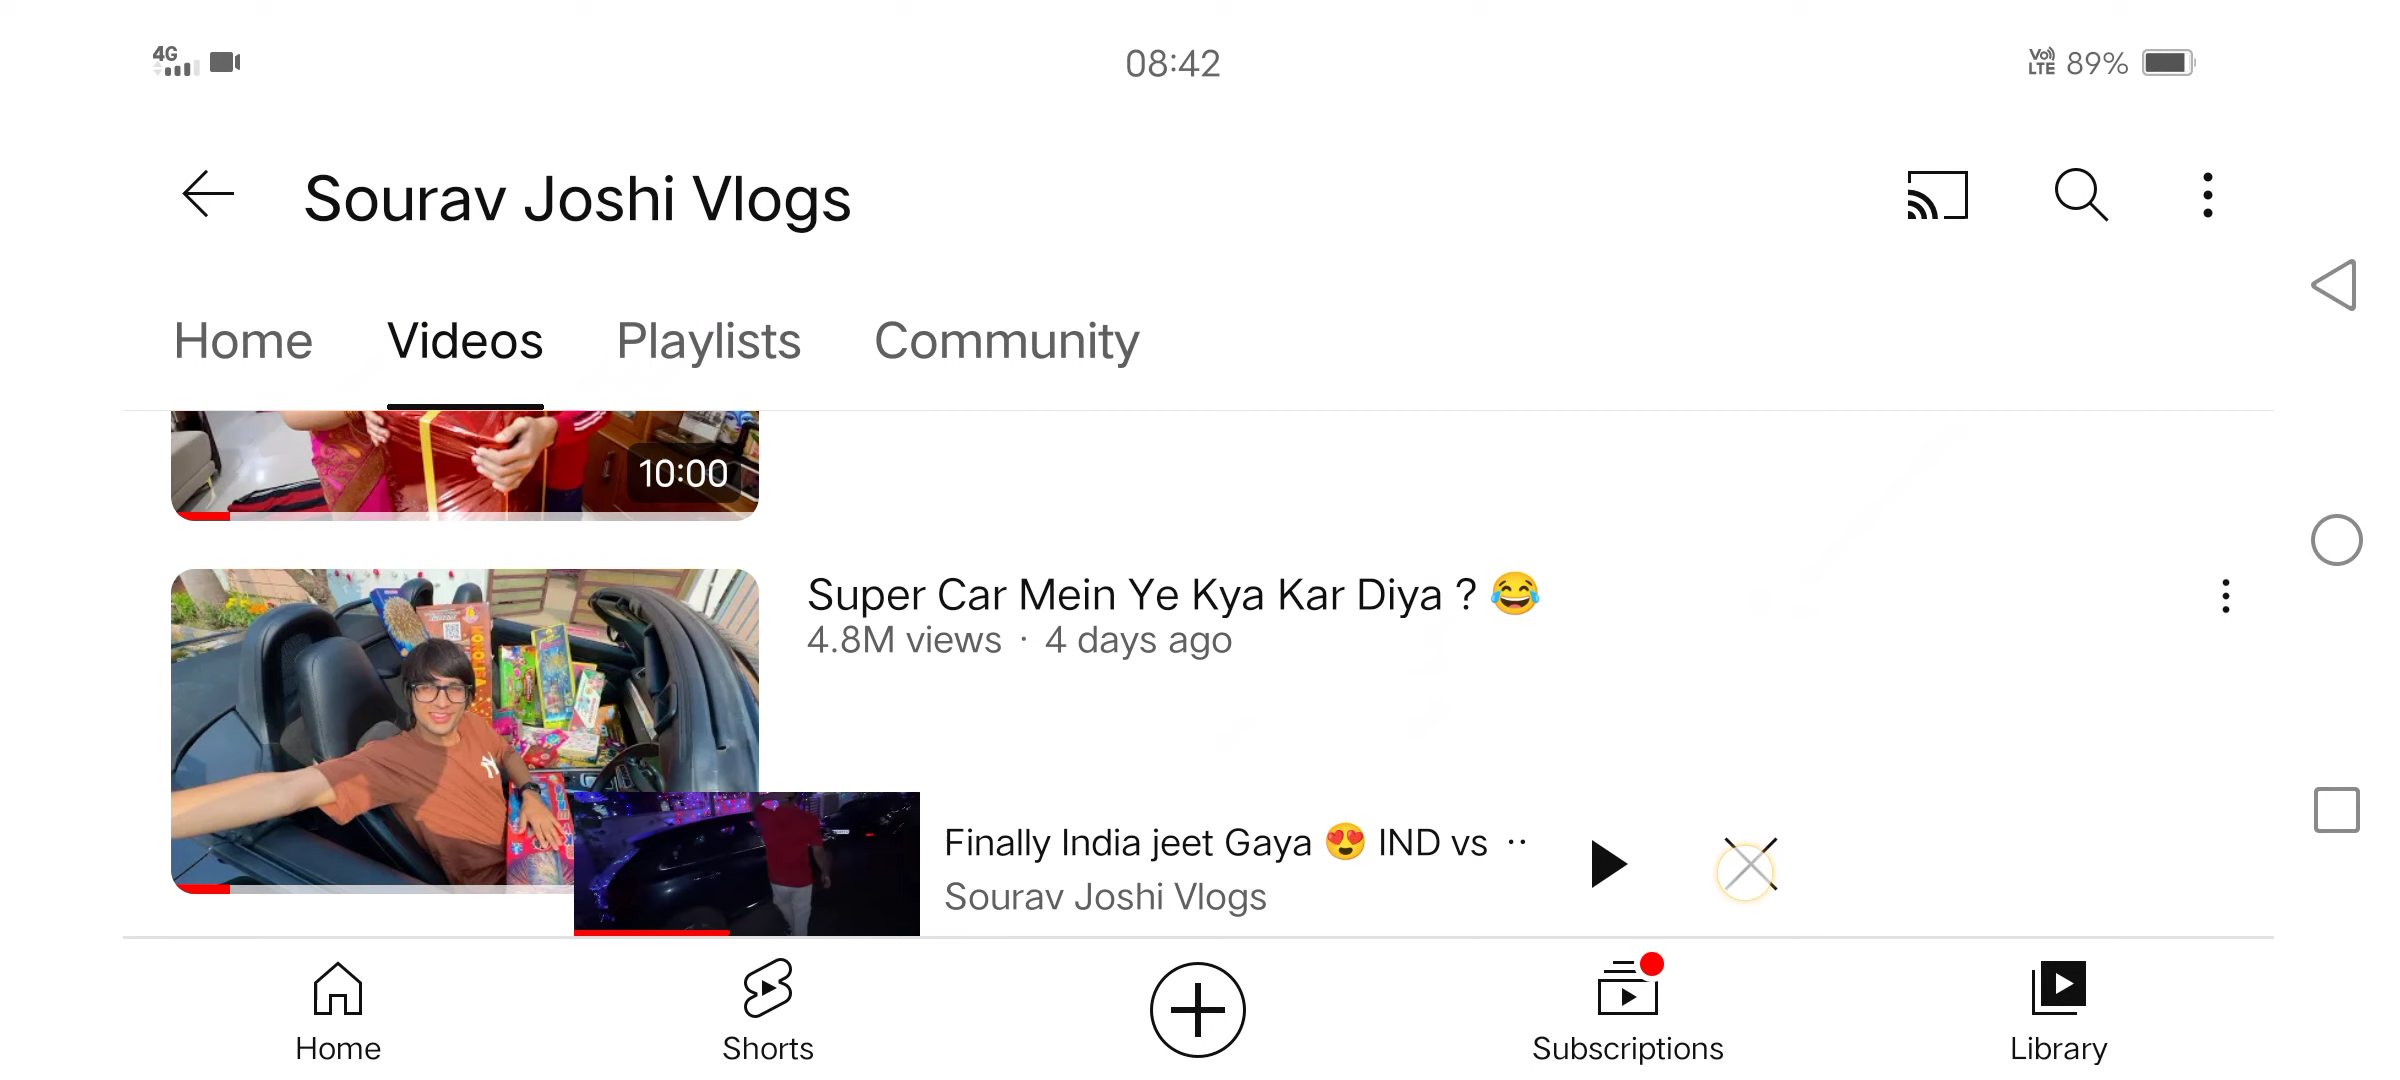 4G
08:42
Vo))
LTE 89%
Sourav Joshi Vlogs
Home Videos Playlists Community
10:00
Super Car Mein Ye Kya Kar Diya ? 😂
4.8M views · 4 days ago
Finally India jeet Gaya 😍 IND vs ··
Sourav Joshi Vlogs
Home
Shorts
Subscriptions
Library